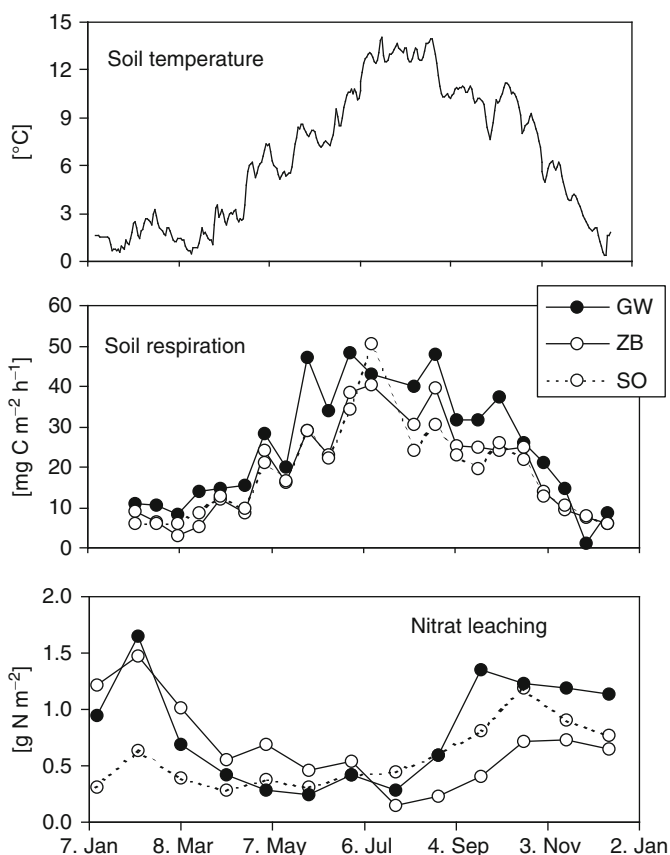 15
Soil temperature
12
9
[°C]
6
3
0
60
GW
50
Soil respiration
ZB
40
SO
30
[mg C m⁻² h⁻¹]
20
10
0
2.0
Nitrat leaching
1.5
[g N m⁻²]
1.0
0.5
0.0
7. Jan 8. Mar 7. May 6. Jul 4. Sep 3. Nov 2. Jan